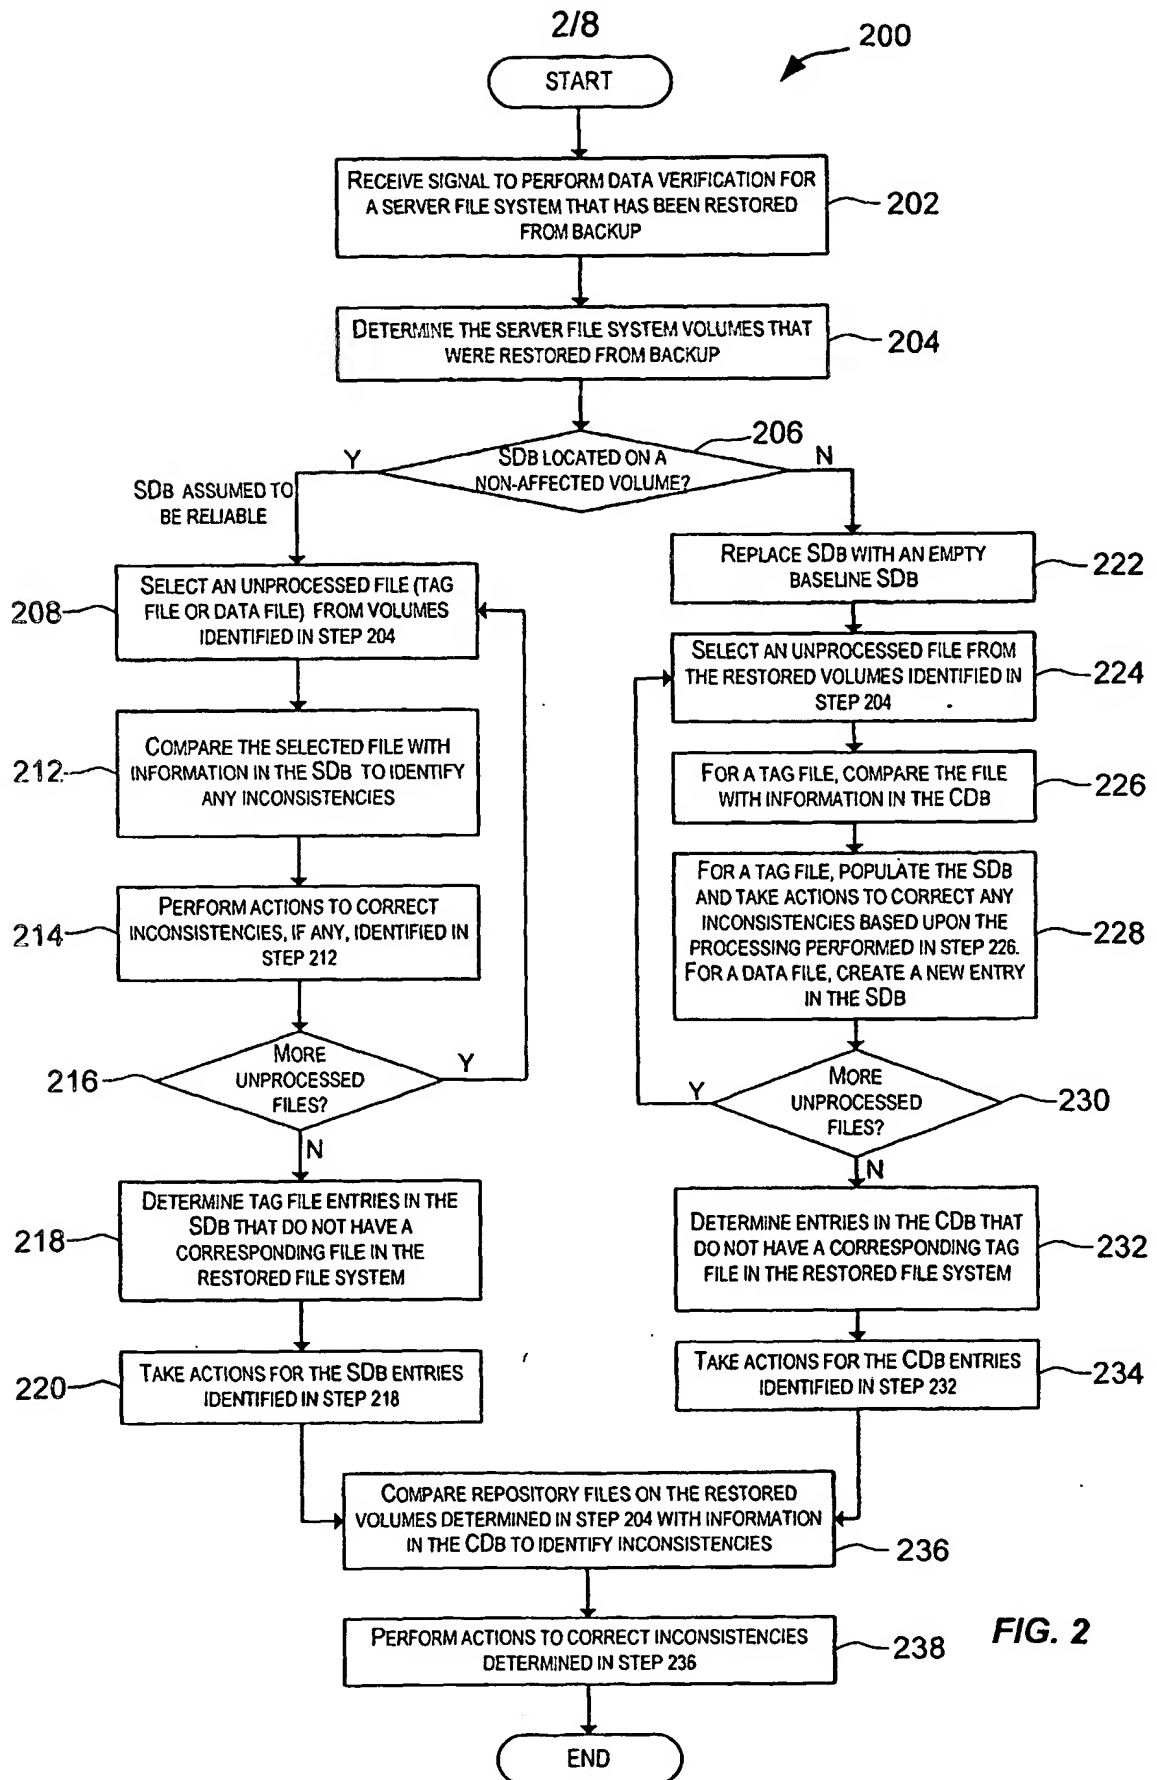 2/8
200
START
RECEIVE SIGNAL TO PERFORM DATA VERIFICATION FOR
A SERVER FILE SYSTEM THAT HAS BEEN RESTORED
FROM BACKUP
202
DETERMINE THE SERVER FILE SYSTEM VOLUMES THAT
WERE RESTORED FROM BACKUP
204
206
SDB LOCATED ON A
NON-AFFECTED VOLUME?
Y
N
SDB ASSUMED TO
BE RELIABLE
SELECT AN UNPROCESSED FILE (TAG
FILE OR DATA FILE) FROM VOLUMES
IDENTIFIED IN STEP 204
208
COMPARE THE SELECTED FILE WITH
INFORMATION IN THE SDB TO IDENTIFY
ANY INCONSISTENCIES
212
PERFORM ACTIONS TO CORRECT
INCONSISTENCIES, IF ANY, IDENTIFIED IN
STEP 212
214
MORE
UNPROCESSED
FILES?
216
Y
N
DETERMINE TAG FILE ENTRIES IN THE
SDB THAT DO NOT HAVE A
CORRESPONDING FILE IN THE
RESTORED FILE SYSTEM
218
TAKE ACTIONS FOR THE SDB ENTRIES
IDENTIFIED IN STEP 218
220
REPLACE SDB WITH AN EMPTY
BASELINE SDB
222
SELECT AN UNPROCESSED FILE FROM
THE RESTORED VOLUMES IDENTIFIED IN
STEP 204
224
FOR A TAG FILE, COMPARE THE FILE
WITH INFORMATION IN THE CDB
226
FOR A TAG FILE, POPULATE THE SDB
AND TAKE ACTIONS TO CORRECT ANY
INCONSISTENCIES BASED UPON THE
PROCESSING PERFORMED IN STEP 226.
FOR A DATA FILE, CREATE A NEW ENTRY
IN THE SDB
228
MORE
UNPROCESSED
FILES?
230
Y
N
DETERMINE ENTRIES IN THE CDB THAT
DO NOT HAVE A CORRESPONDING TAG
FILE IN THE RESTORED FILE SYSTEM
232
TAKE ACTIONS FOR THE CDB ENTRIES
IDENTIFIED IN STEP 232
234
COMPARE REPOSITORY FILES ON THE RESTORED
VOLUMES DETERMINED IN STEP 204 WITH INFORMATION
IN THE CDB TO IDENTIFY INCONSISTENCIES
236
PERFORM ACTIONS TO CORRECT INCONSISTENCIES
DETERMINED IN STEP 236
238
END
FIG. 2